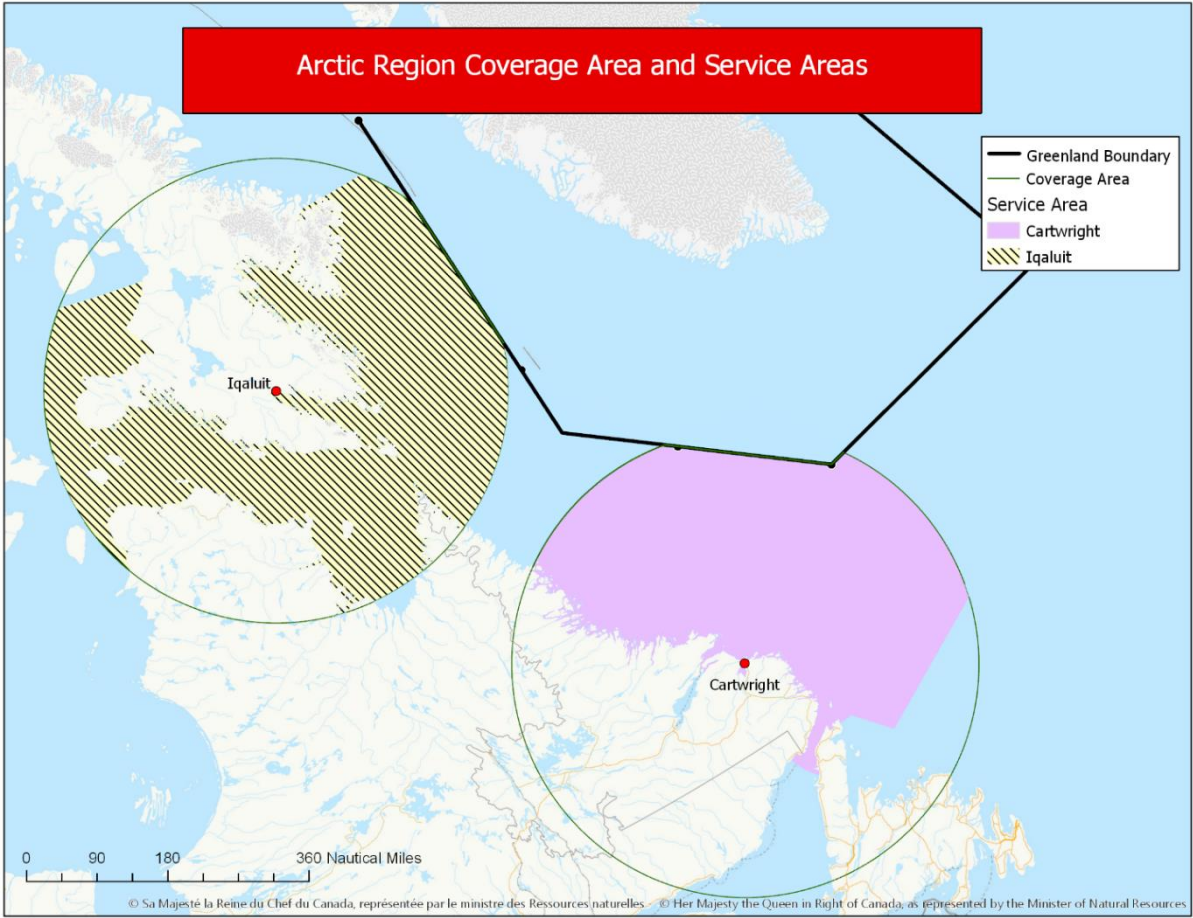 Arctic Region Coverage Area and Service Areas
Greenland Boundary
Coverage Area
Service Area
Cartwright
Iqaluit
Iqaluit
Cartwright
0 90 180 360 Nautical Miles
© Sa Majesté la Reine du Chef du Canada, représentée par le ministre des Ressources naturelles © Her Majesty the Queen in Right of Canada, as represented by the Minister of Natural Resources